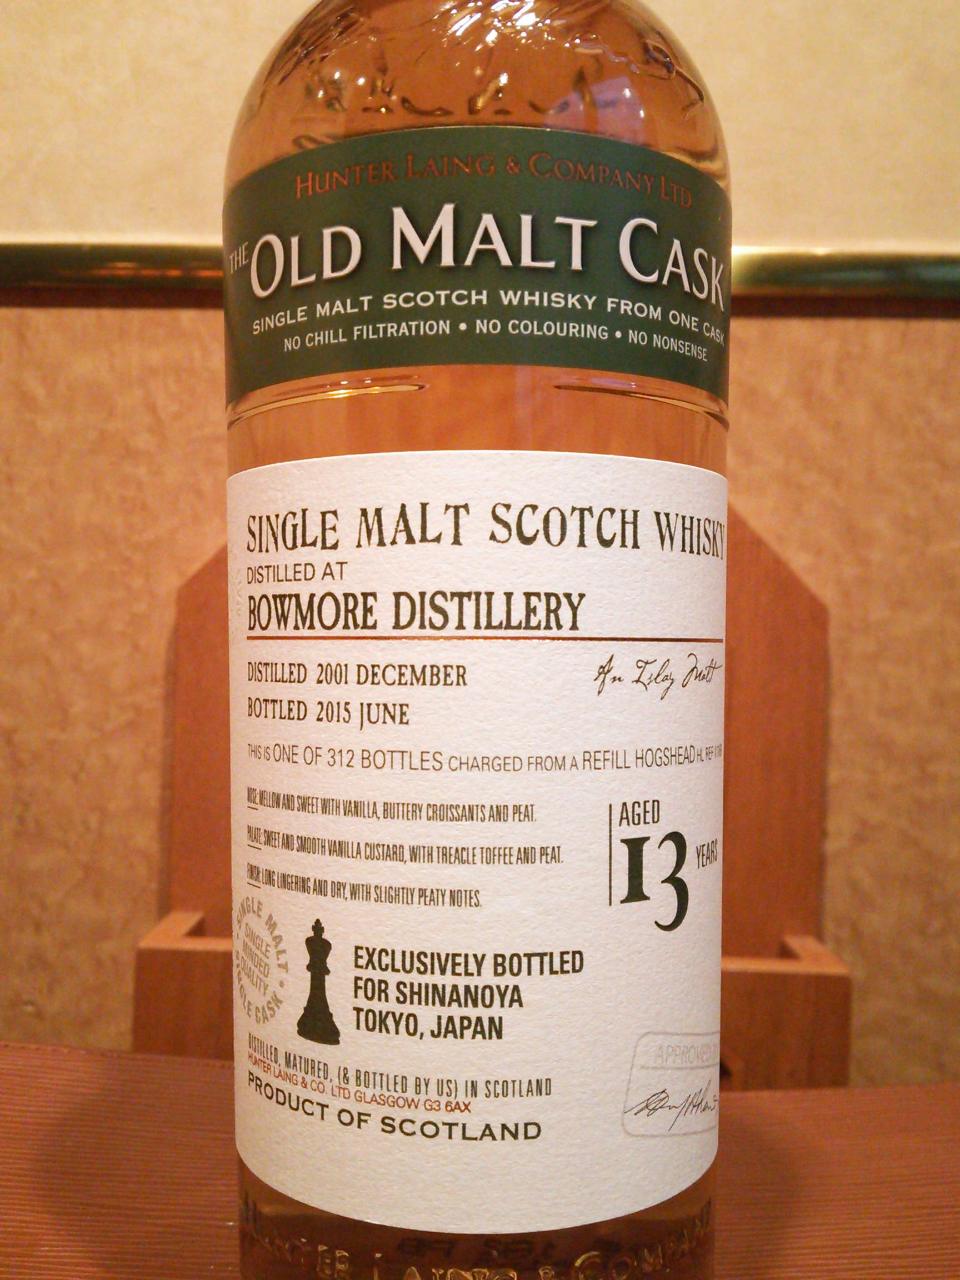 HUNTER LAING & COMPANY LTD
THE OLD MALT CASK
SINGLE MALT SCOTCH WHISKY FROM ONE CASK
NO CHILL FILTRATION • NO COLOURING • NO NONSENSE
SINGLE MALT SCOTCH WHISKY
DISTILLED AT
BOWMORE DISTILLERY
DISTILLED 2001 DECEMBER
An Islay Malt
BOTTLED 2015 JUNE
THIS IS ONE OF 312 BOTTLES CHARGED FROM A REFILL HOGSHEAD HL REF
NOSE: MELLOW AND SWEET WITH VANILLA, BUTTERY CROISSANTS AND PEAT.
PALATE: SWEET AND SMOOTH VANILLA CUSTARD, WITH TREACLE TOFFEE AND PEAT.
FINISH: LONG LINGERING AND DRY, WITH SLIGHTLY PEATY NOTES.
AGED
13 YEARS
SINGLE MALT • SINGLE CASK •
SINGLE
MINDED
QUALITY
EXCLUSIVELY BOTTLED
FOR SHINANOYA
TOKYO, JAPAN
DISTILLED, MATURED, (& BOTTLED BY US) IN SCOTLAND
HUNTER LAING & CO. LTD GLASGOW G3 6AX
PRODUCT OF SCOTLAND
APPROVED
HUNTER LAING & COMPANY